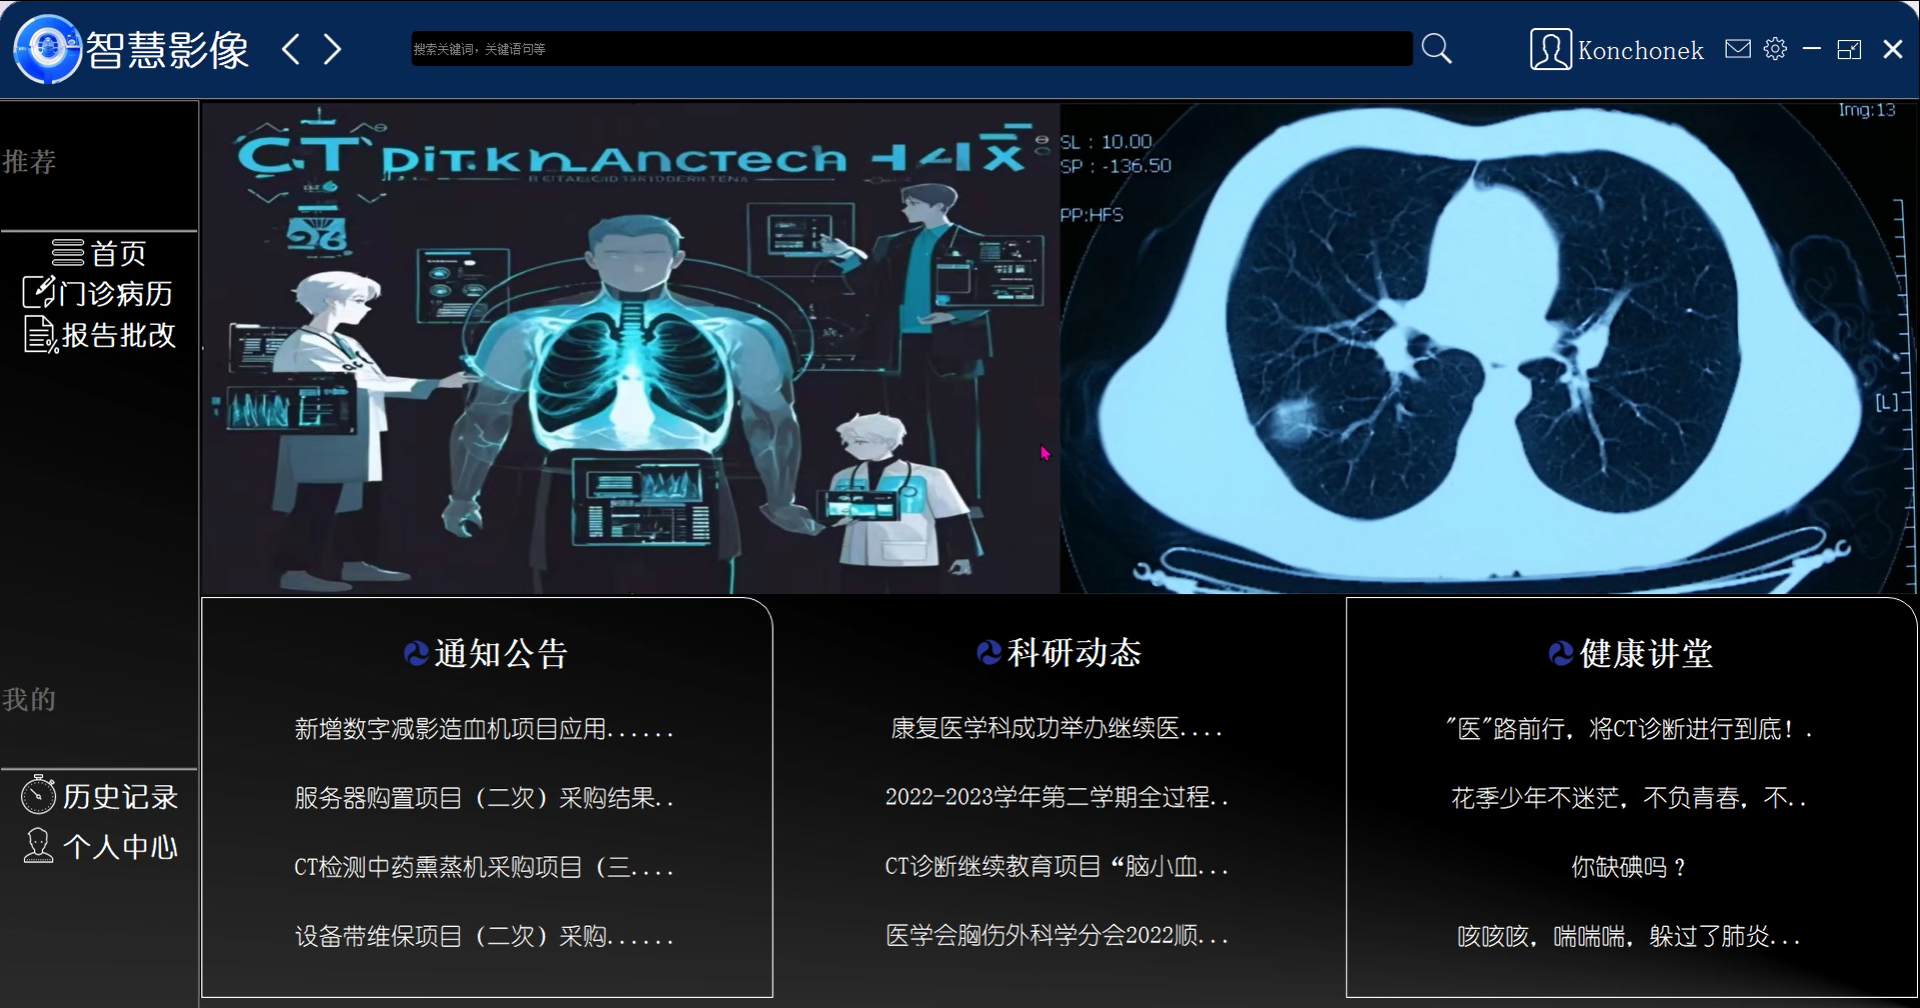 智慧影像
搜索关键词，关键语句等
Konchonek
推荐
首页
门诊病历
报告批改
我的
历史记录
个人中心
CT DiT.kn_Anctech
26
Img:13
SL : 10.00
SP : -136.50
PP:HFS
[L]
通知公告
新增数字减影造血机项目应用......
服务器购置项目（二次）采购结果..
CT检测中药熏蒸机采购项目（三....
设备带维保项目（二次）采购......
科研动态
康复医学科成功举办继续医....
2022-2023学年第二学期全过程..
CT诊断继续教育项目“脑小血...
医学会胸伤外科学分会2022顺...
健康讲堂
"医"路前行，将CT诊断进行到底！.
花季少年不迷茫，不负青春，不..
你缺碘吗？
咳咳咳，喘喘喘，躲过了肺炎...